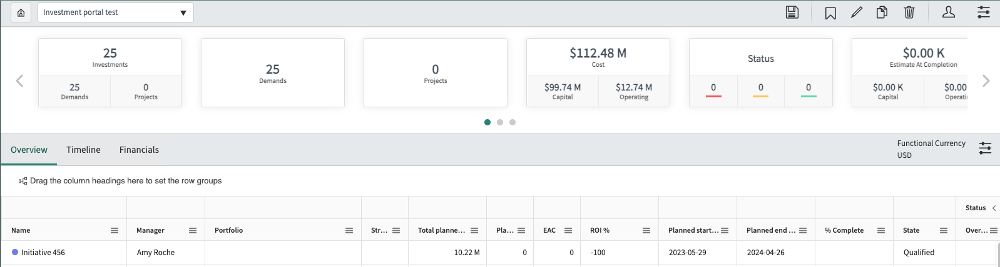 Investment portal test
25
Investments
25
Demands
0
Projects
25
Demands
0
Projects
$112.48 M
Cost
$99.74 M
Capital
$12.74 M
Operating
Status
0
0
0
$0.00 K
Estimate At Completion
$0.00 K
Capital
$0.00
Operati
Overview
Timeline
Financials
Functional Currency
USD
Drag the column headings here to set the row groups
Status
Name
Manager
Portfolio
Str...
Total planne...
Pla...
EAC
ROI %
Planned start...
Planned end ...
% Complete
State
Over...
Initiative 456
Amy Roche
10.22 M
0
0
-100
2023-05-29
2024-04-26
Qualified